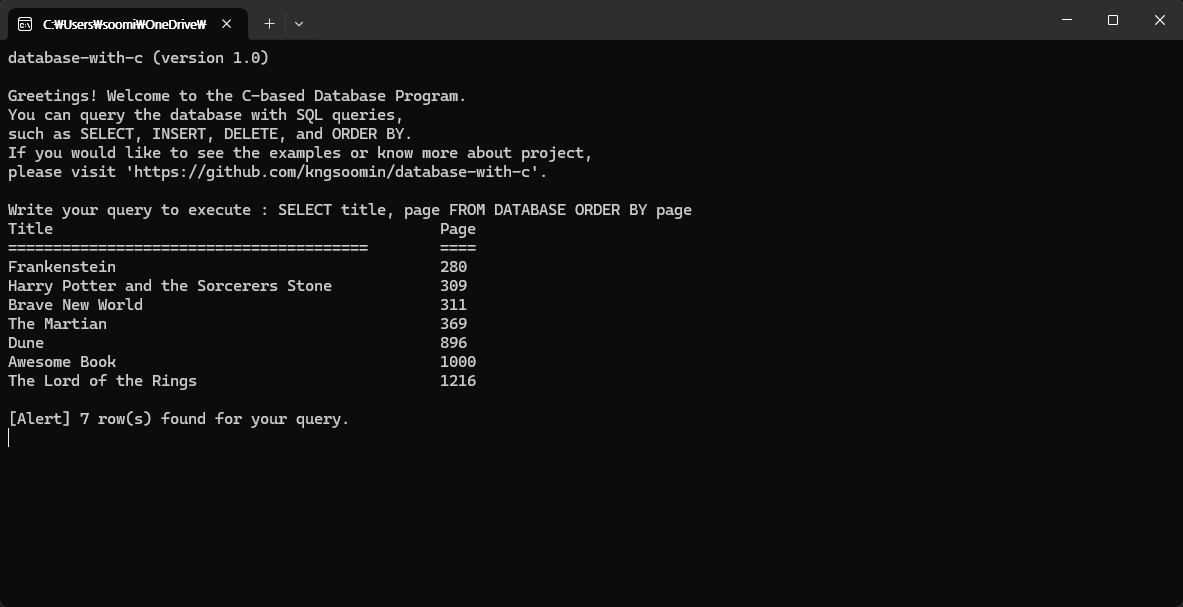 C:₩Users₩soomi₩OneDrive₩
database-with-c (version 1.0)
Greetings! Welcome to the C-based Database Program.
You can query the database with SQL queries,
such as SELECT, INSERT, DELETE, and ORDER BY.
If you would like to see the examples or know more about project,
please visit 'https://github.com/kngsoomin/database-with-c'.
Write your query to execute : SELECT title, page FROM DATABASE ORDER BY page
Title Page
======================================== ====
Frankenstein 280
Harry Potter and the Sorcerers Stone 309
Brave New World 311
The Martian 369
Dune 896
Awesome Book 1000
The Lord of the Rings 1216
[Alert] 7 row(s) found for your query.